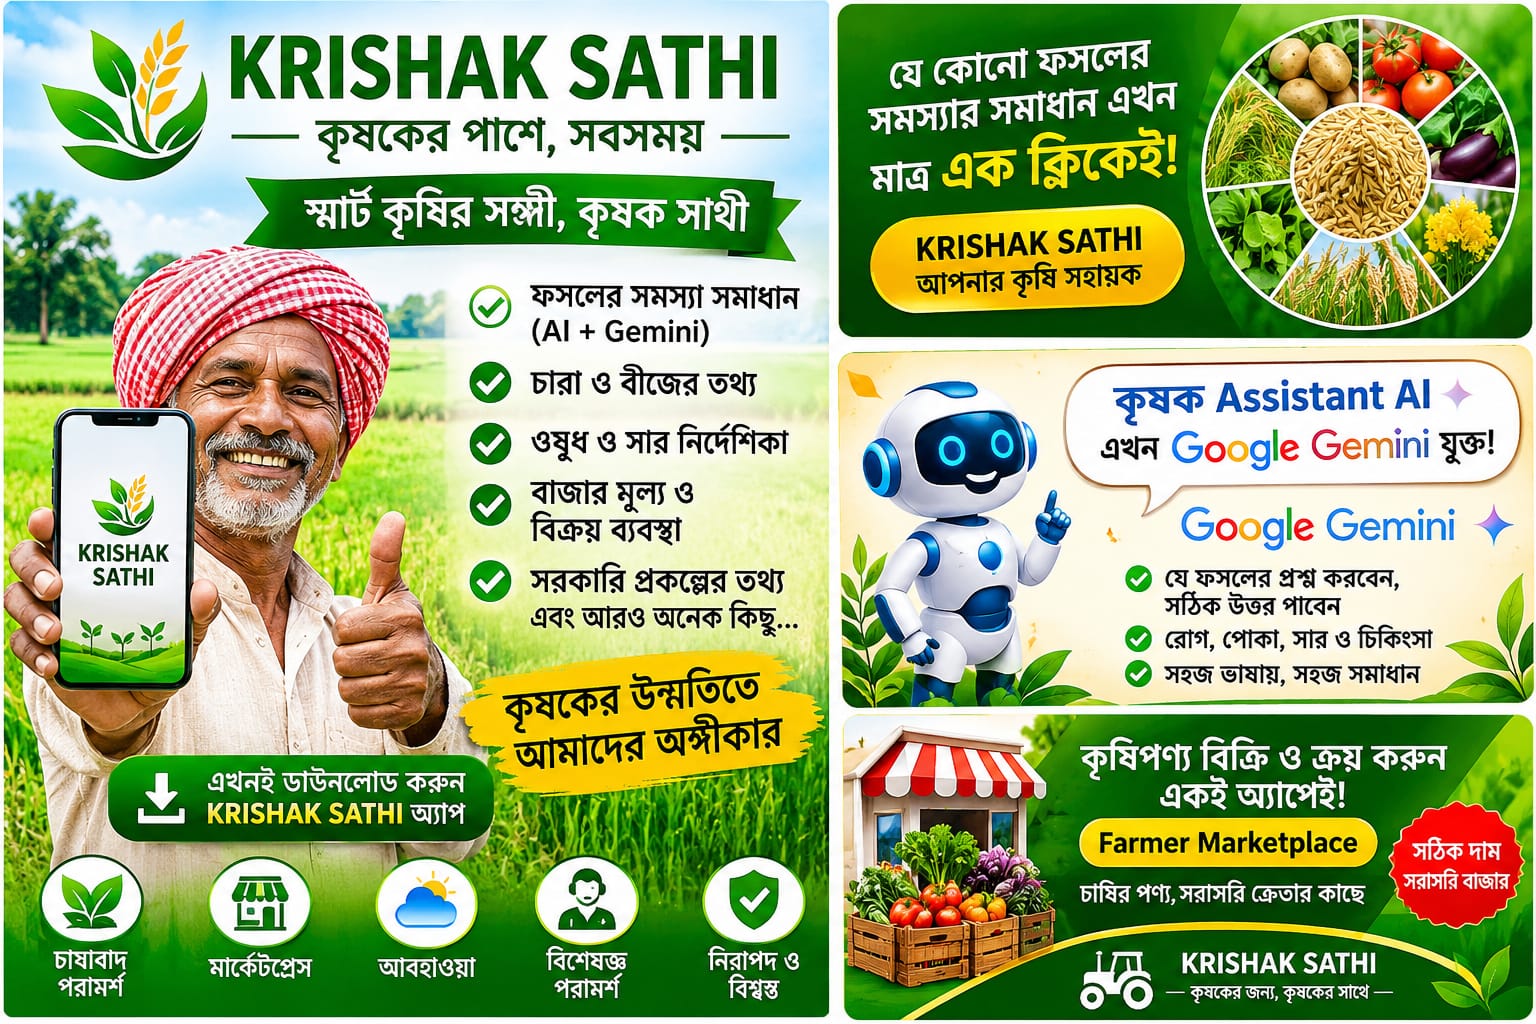 KRISHAK SATHI
কৃষকের পাশে, সবসময়
স্মার্ট কৃষির সঙ্গী, কৃষক সাথী
ফসলের সমস্যা সমাধান
(AI + Gemini)
চারা ও বীজের তথ্য
ওষুধ ও সার নির্দেশিকা
বাজার মুল্য ও
বিক্রয় ব্যবস্থা
সরকারি প্রকল্পের তথ্য
এবং আরও অনেক কিছু...
KRISHAK
SATHI
কৃষকের উন্মতিতে
আমাদের অঙ্গীকার
এখনই ডাউনলোড করুন
KRISHAK SATHI অ্যাপ
চাষাবাদ
পরামর্শ
মার্কেটপ্লেস
আবহাওয়া
বিশেষজ্ঞ
পরামর্শ
নিরাপদ ও
বিশ্বস্ত
যে কোনো ফসলের
সমস্যার সমাধান এখন
মাত্র এক ক্লিকেই!
KRISHAK SATHI
আপনার কৃষি সহায়ক
কৃষক Assistant AI
এখন Google Gemini যুক্ত!
Google Gemini
যে ফসলের প্রশ্ন করবেন,
সঠিক উত্তর পাবেন
রোগ, পোকা, সার ও চিকিৎসা
সহজ ভাষায়, সহজ সমাধান
কৃষিপণ্য বিক্রি ও ক্রয় করুন
একই অ্যাপেই!
Farmer Marketplace
চাষির পণ্য, সরাসরি ক্রেতার কাছে
সঠিক দাম
সরাসরি বাজার
KRISHAK SATHI
কৃষকের জন্য, কৃষকের সাথে